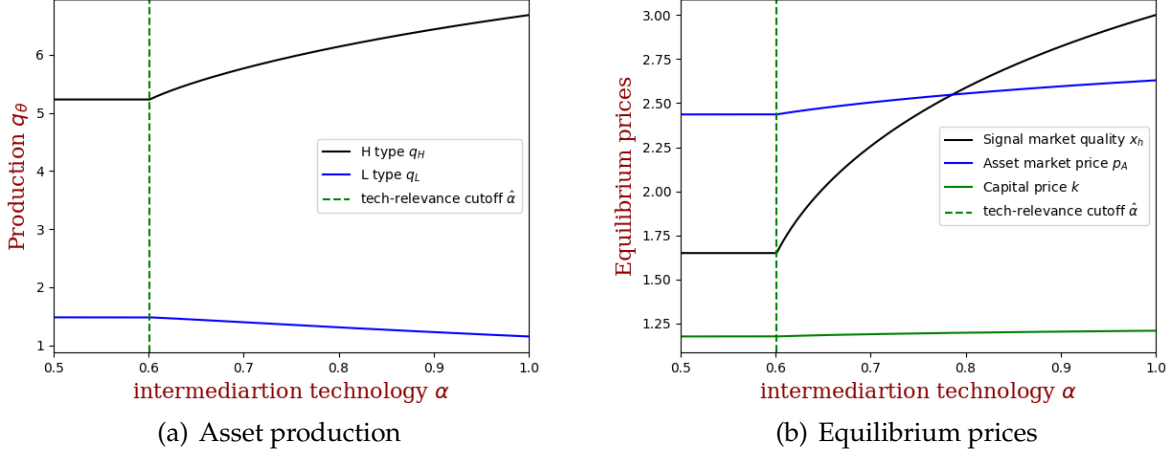 6
5
4
3
2
1
0.5 0.6 0.7 0.8 0.9 1.0
Production qθ
H type qH
L type qL
tech-relevance cutoff α̂
intermediartion technology α
(a) Asset production
3.00
2.75
2.50
2.25
2.00
1.75
1.50
1.25
0.5 0.6 0.7 0.8 0.9 1.0
Equilibrium prices
Signal market quality xh
Asset market price pA
Capital price k
tech-relevance cutoff α̂
intermediartion technology α
(b) Equilibrium prices